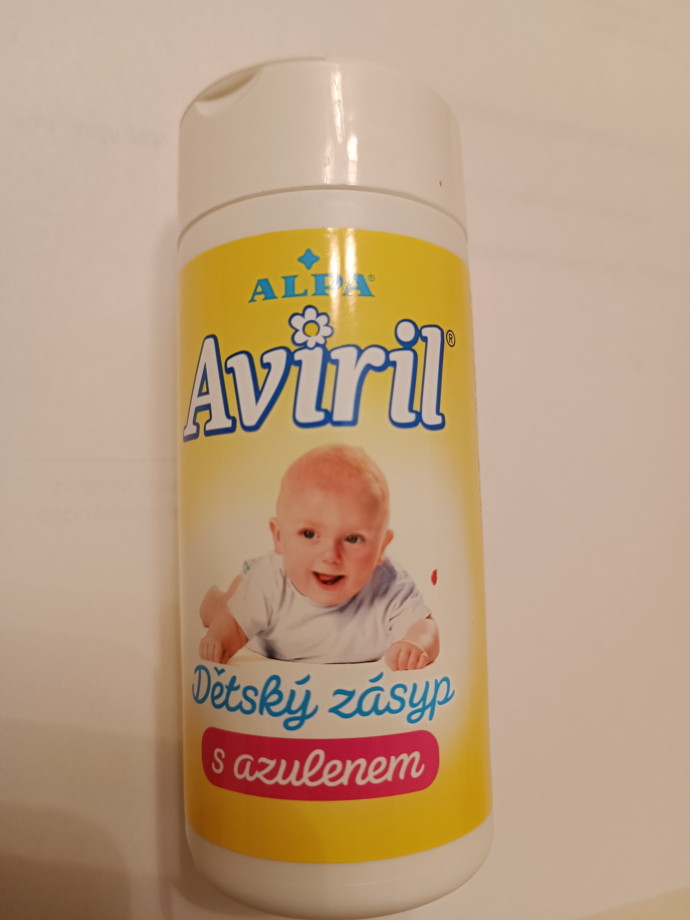 ALPA®
Aviril®
Dětský zásyp
s azulenem